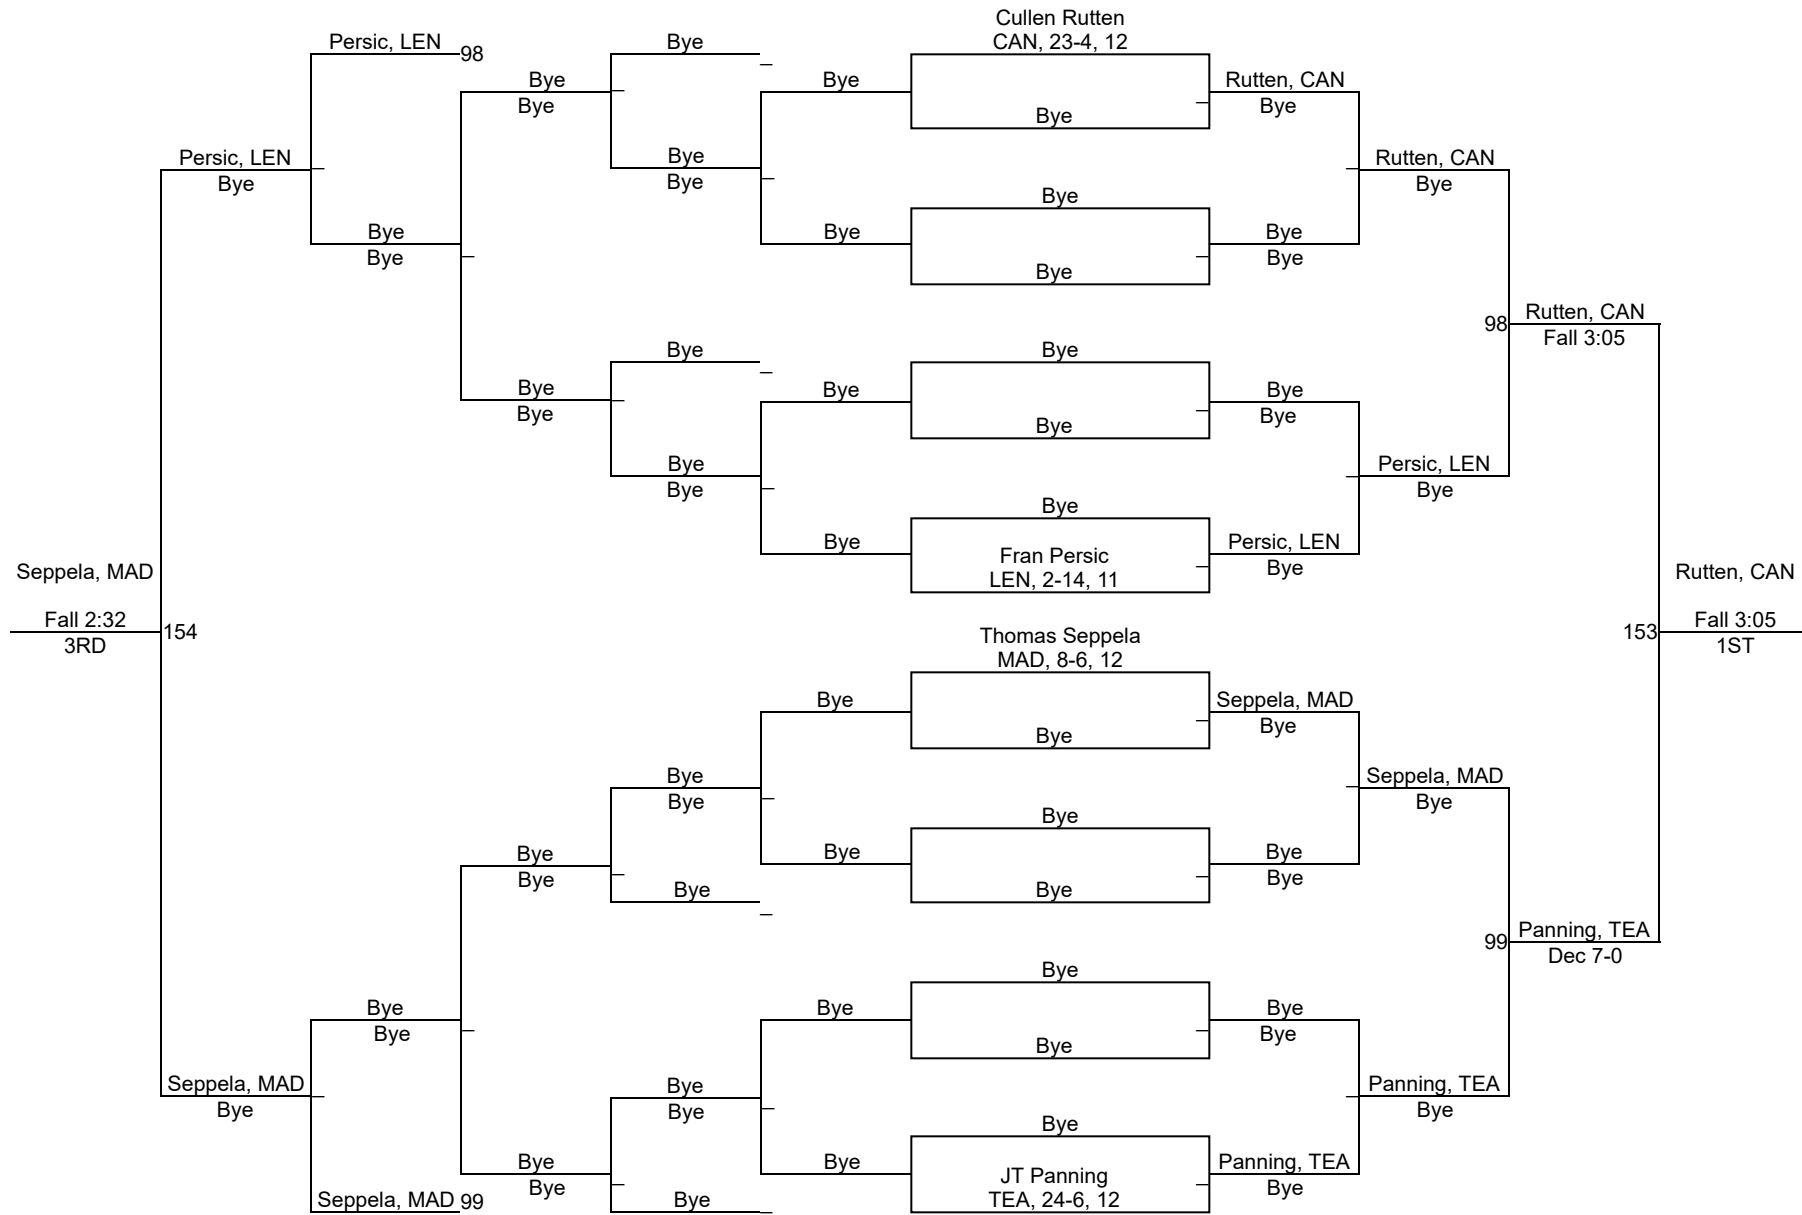 Cullen Rutten
Persic, LEN
98
Bye
CAN, 23-4, 12
Bye
Bye
Bye
Rutten, CAN
Bye
Bye
Bye
Persic, LEN
Bye
Bye
Bye
Rutten, CAN
Bye
Bye
Bye
Bye
Bye
Bye
Bye
Bye
Bye
98
Rutten, CAN
Fall 3:05
Bye
Bye
Bye
Bye
Bye
Bye
Bye
Bye
Bye
Bye
Persic, LEN
Bye
Bye
Bye
Bye
Fran Persic
LEN, 2-14, 11
Persic, LEN
Bye
Seppela, MAD
Fall 2:32
3RD
154
Rutten, CAN
153
Fall 3:05
1ST
Thomas Seppela
MAD, 8-6, 12
Bye
Bye
Seppela, MAD
Bye
Bye
Bye
Seppela, MAD
Bye
Bye
Bye
Bye
Bye
Bye
Bye
Bye
Bye
99
Panning, TEA
Dec 7-0
Bye
Bye
Bye
Bye
Bye
Bye
Bye
Seppela, MAD
Bye
Bye
Bye
Panning, TEA
Bye
Bye
Bye
Bye
Bye
JT Panning
TEA, 24-6, 12
Panning, TEA
Bye
Seppela, MAD
99
Bye